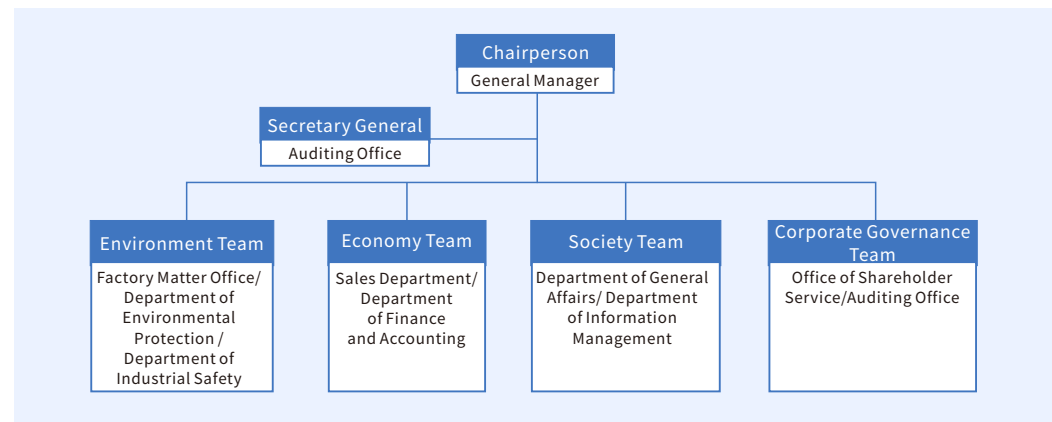 Chairperson
General Manager
Secretary General
Auditing Office
Environment Team
Factory Matter Office/
Department of
Environmental
Protection /
Department of
Industrial Safety
Economy Team
Sales Department/
Department
of Finance
and Accounting
Society Team
Department of General
Affairs/ Department
of Information
Management
Corporate Governance
Team
Office of Shareholder
Service/Auditing Office